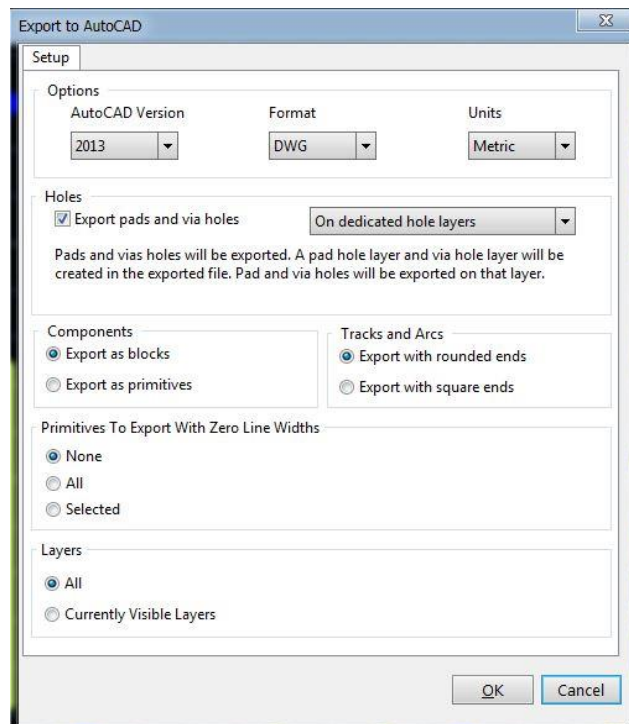 Export to AutoCAD
Setup
Options
AutoCAD Version Format Units
2013 DWG Metric
Holes
Export pads and via holes On dedicated hole layers
Pads and vias holes will be exported. A pad hole layer and via hole layer will be
created in the exported file. Pad and via holes will be exported on that layer.
Components
Export as blocks
Export as primitives
Tracks and Arcs
Export with rounded ends
Export with square ends
Primitives To Export With Zero Line Widths
None
All
Selected
Layers
All
Currently Visible Layers
OK Cancel